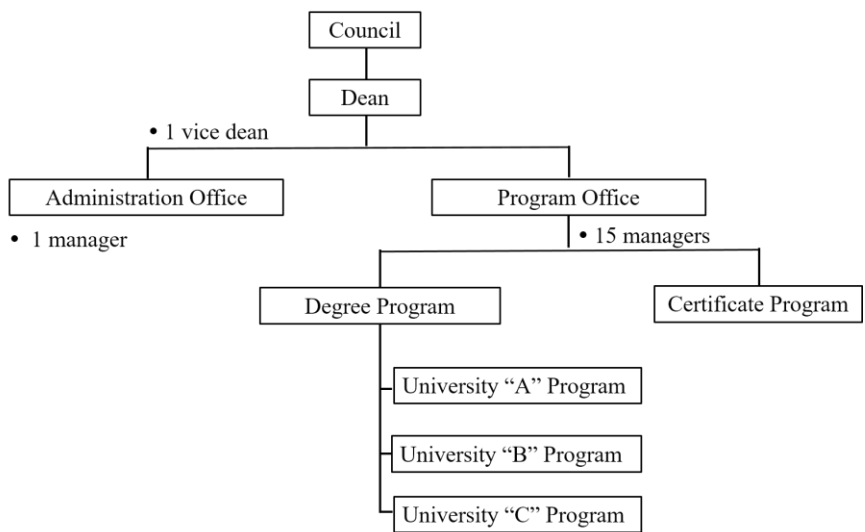 Council
Dean
• 1 vice dean
Administration Office
Program Office
• 1 manager
• 15 managers
Degree Program
Certificate Program
University “A” Program
University “B” Program
University “C” Program